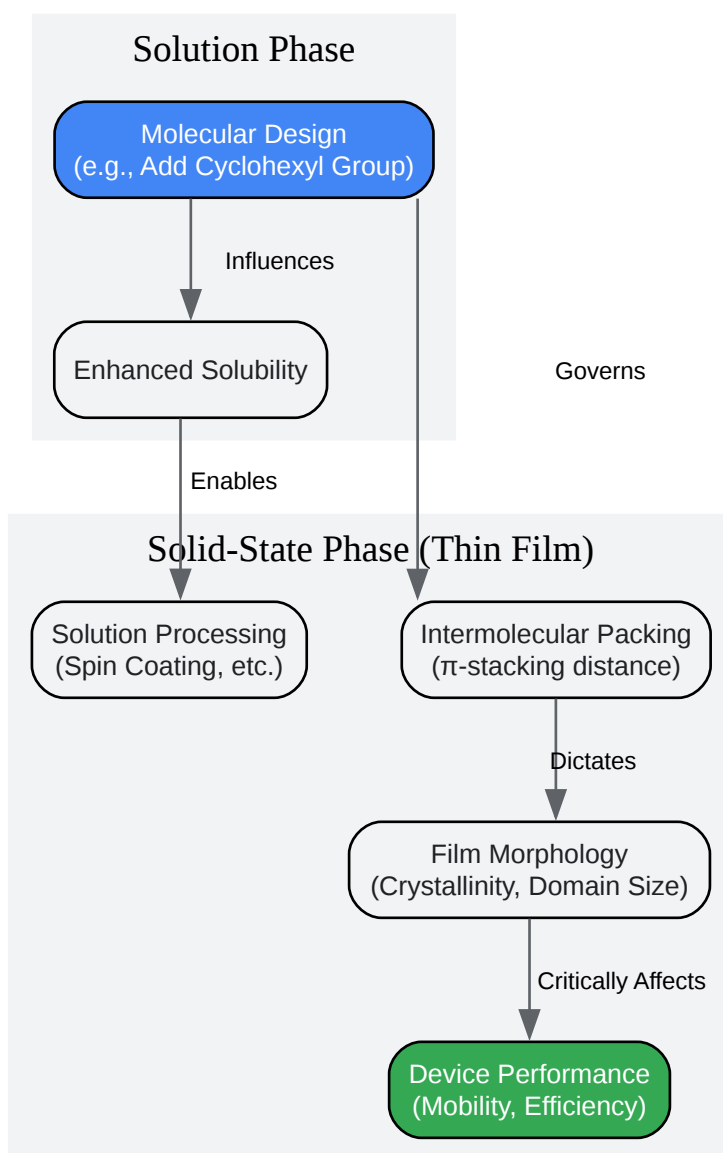 Solution Phase
Molecular Design
(e.g., Add Cyclohexyl Group)
Influences
Enhanced Solubility
Governs
Enables
Solid-State Phase (Thin Film)
Solution Processing
(Spin Coating, etc.)
Intermolecular Packing
(π-stacking distance)
Dictates
Film Morphology
(Crystallinity, Domain Size)
Critically Affects
Device Performance
(Mobility, Efficiency)